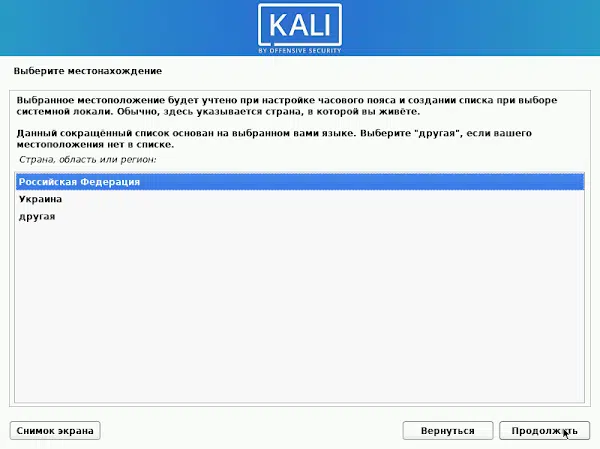 KALI
BY OFFENSIVE SECURITY
Выберите местонахождение
Выбранное местоположение будет учтено при настройке часового пояса и создании списка при выборе
системной локали. Обычно, здесь указывается страна, в которой вы живёте.
Данный сокращённый список основан на выбранном вами языке. Выберите "другая", если вашего
местоположения нет в списке.
Страна, область или регион:
Российская Федерация
Украина
другая
Снимок экрана
Вернуться
Продолжить